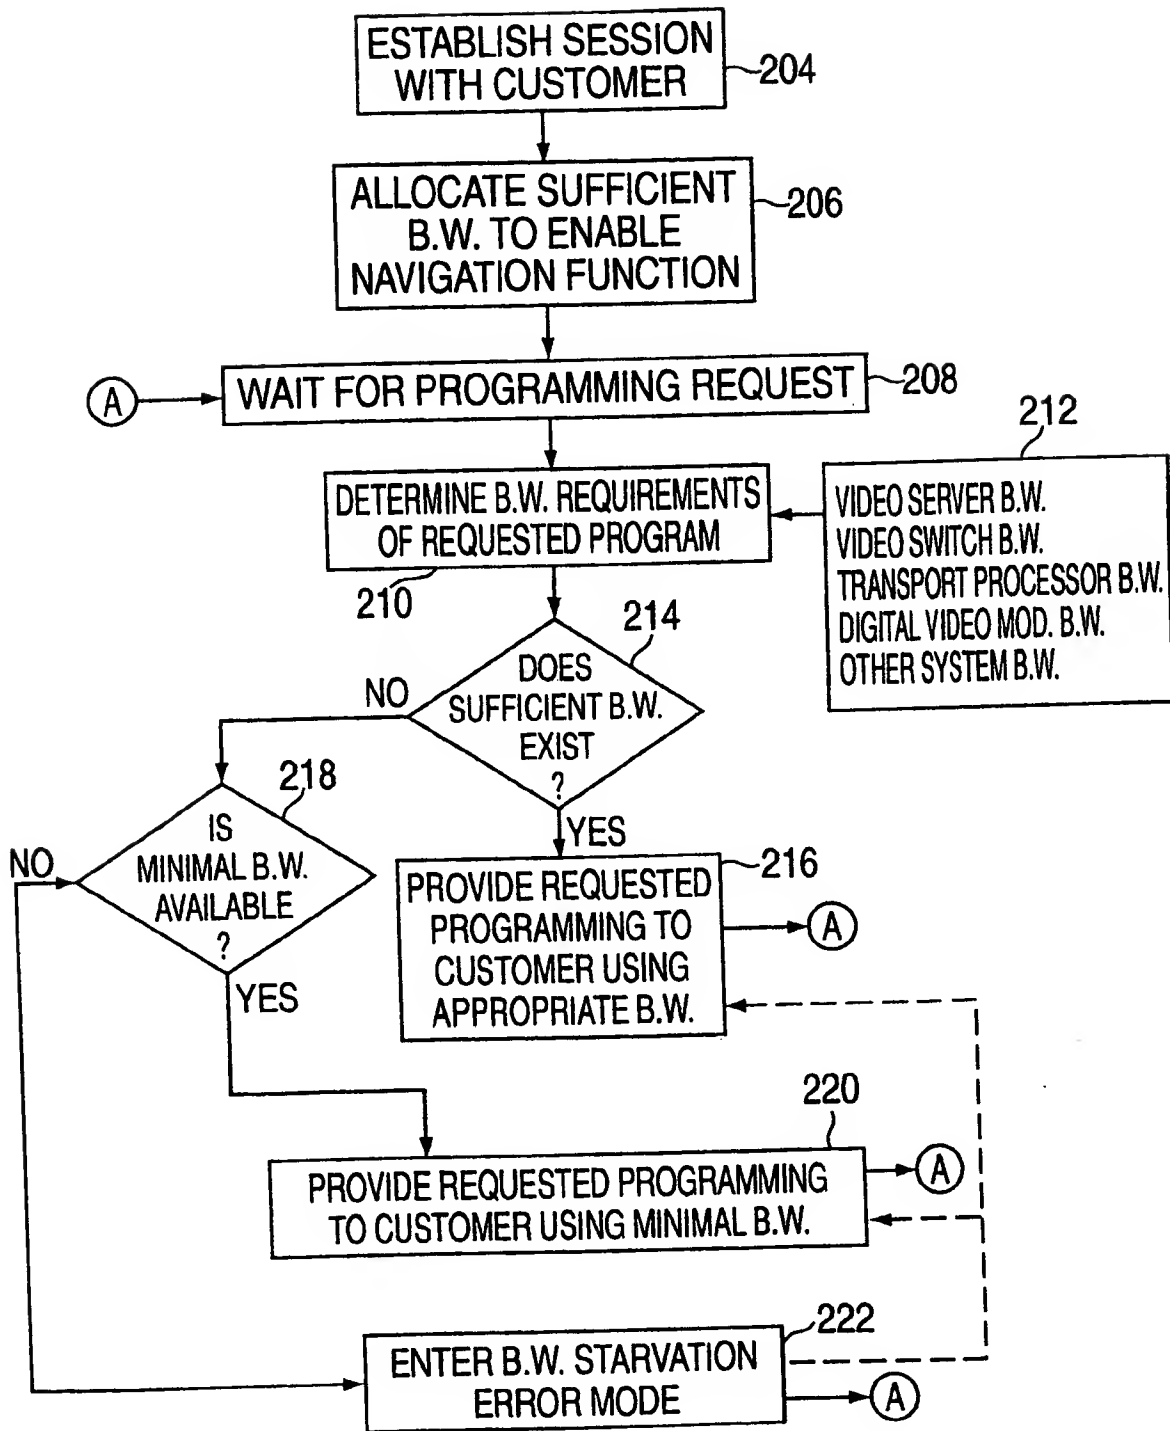 ESTABLISH SESSION
WITH CUSTOMER
204
ALLOCATE SUFFICIENT
B.W. TO ENABLE
NAVIGATION FUNCTION
206
A
WAIT FOR PROGRAMMING REQUEST
208
DETERMINE B.W. REQUIREMENTS
OF REQUESTED PROGRAM
210
212
VIDEO SERVER B.W.
VIDEO SWITCH B.W.
TRANSPORT PROCESSOR B.W.
DIGITAL VIDEO MOD. B.W.
OTHER SYSTEM B.W.
214
DOES
SUFFICIENT B.W.
EXIST
?
NO
YES
218
IS
MINIMAL B.W.
AVAILABLE
?
NO
YES
216
PROVIDE REQUESTED
PROGRAMMING TO
CUSTOMER USING
APPROPRIATE B.W.
A
220
PROVIDE REQUESTED PROGRAMMING
TO CUSTOMER USING MINIMAL B.W.
A
222
ENTER B.W. STARVATION
ERROR MODE
A